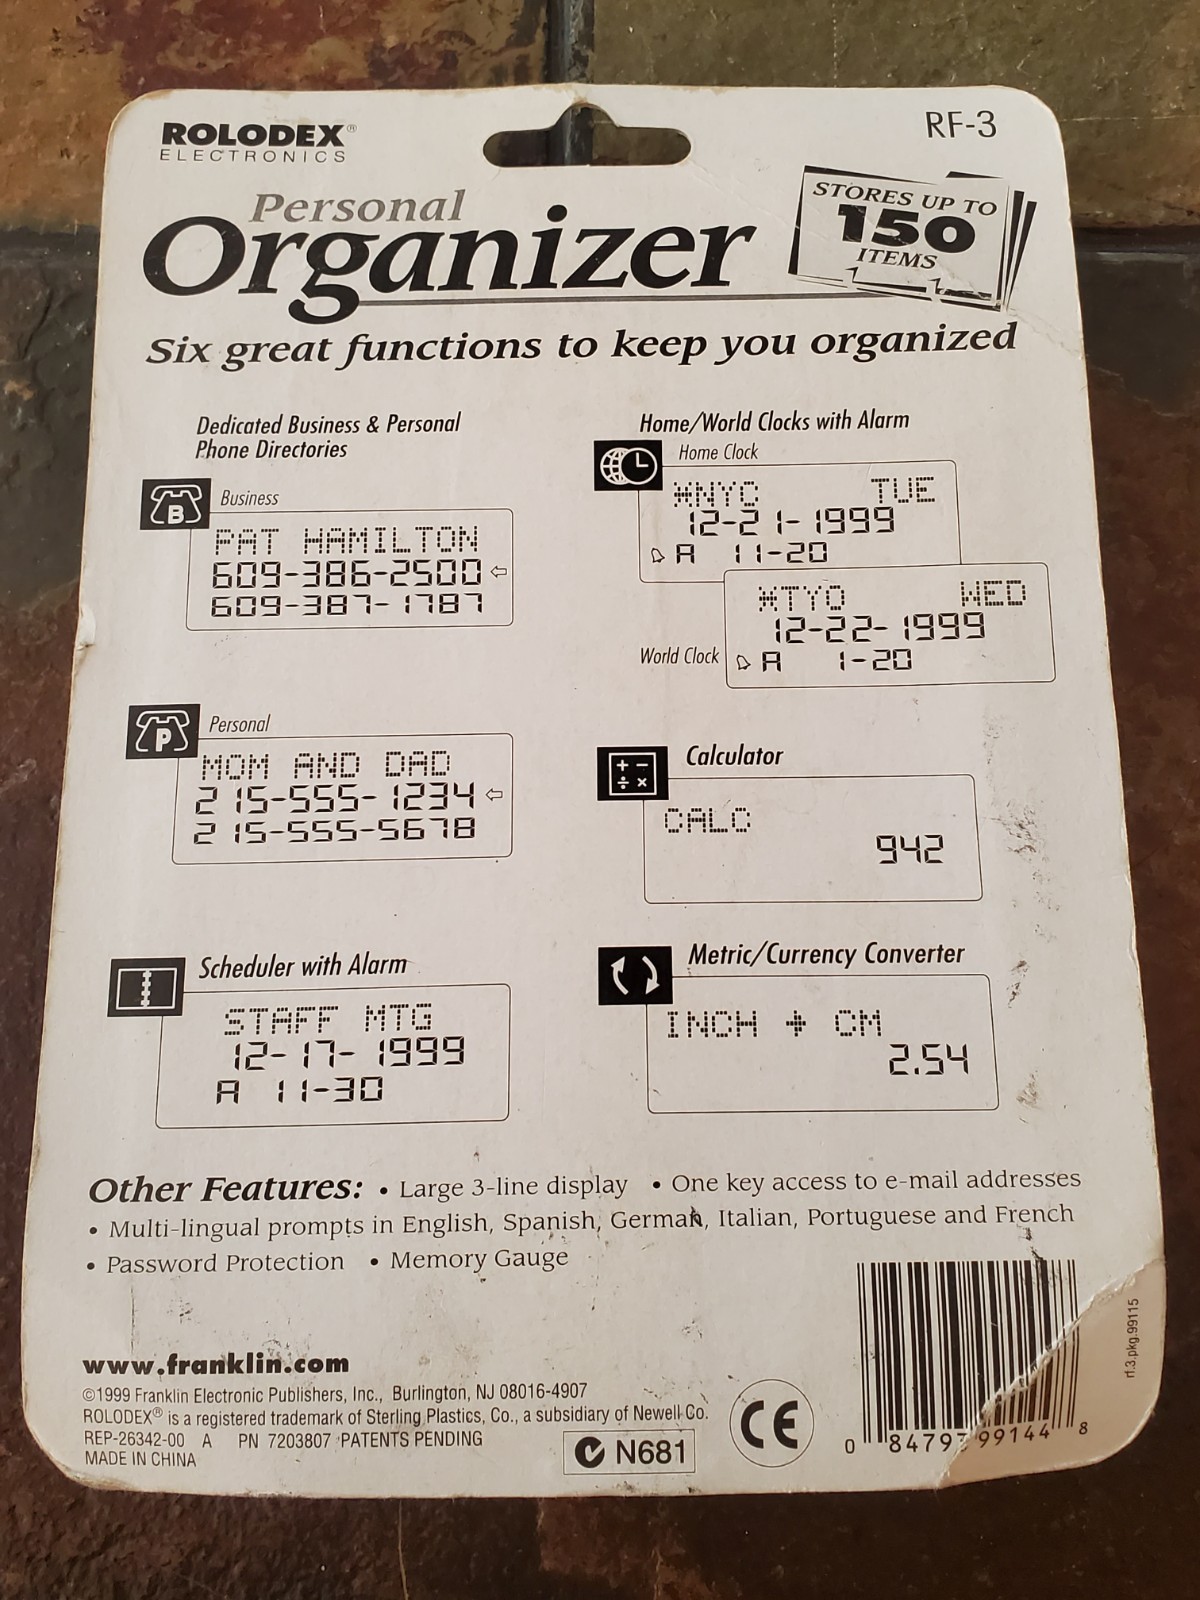 ROLODEX®
ELECTRONICS
RF-3
Personal
Organizer
STORES UP TO
150
ITEMS
Six great functions to keep you organized
Dedicated Business & Personal
Phone Directories
Business
PAT HAMILTON
609-386-2500
609-387-1787
Personal
MOM AND DAD
215-555-1234
215-555-5678
Scheduler with Alarm
STAFF MTG
12-17-1999
A 11-30
Home/World Clocks with Alarm
Home Clock
*NYC TUE
12-21-1999
A 11-20
World Clock
*TYO WED
12-22-1999
A 1-20
Calculator
CALC
942
Metric/Currency Converter
INCH → CM
2.54
Other Features: • Large 3-line display • One key access to e-mail addresses
• Multi-lingual prompts in English, Spanish, German, Italian, Portuguese and French
• Password Protection • Memory Gauge
www.franklin.com
©1999 Franklin Electronic Publishers, Inc., Burlington, NJ 08016-4907
ROLODEX® is a registered trademark of Sterling Plastics, Co., a subsidiary of Newell Co.
REP-26342-00 A PN 7203807 PATENTS PENDING
MADE IN CHINA
N681
CE
0 84793 99144 8
rf.3.pkg.99115